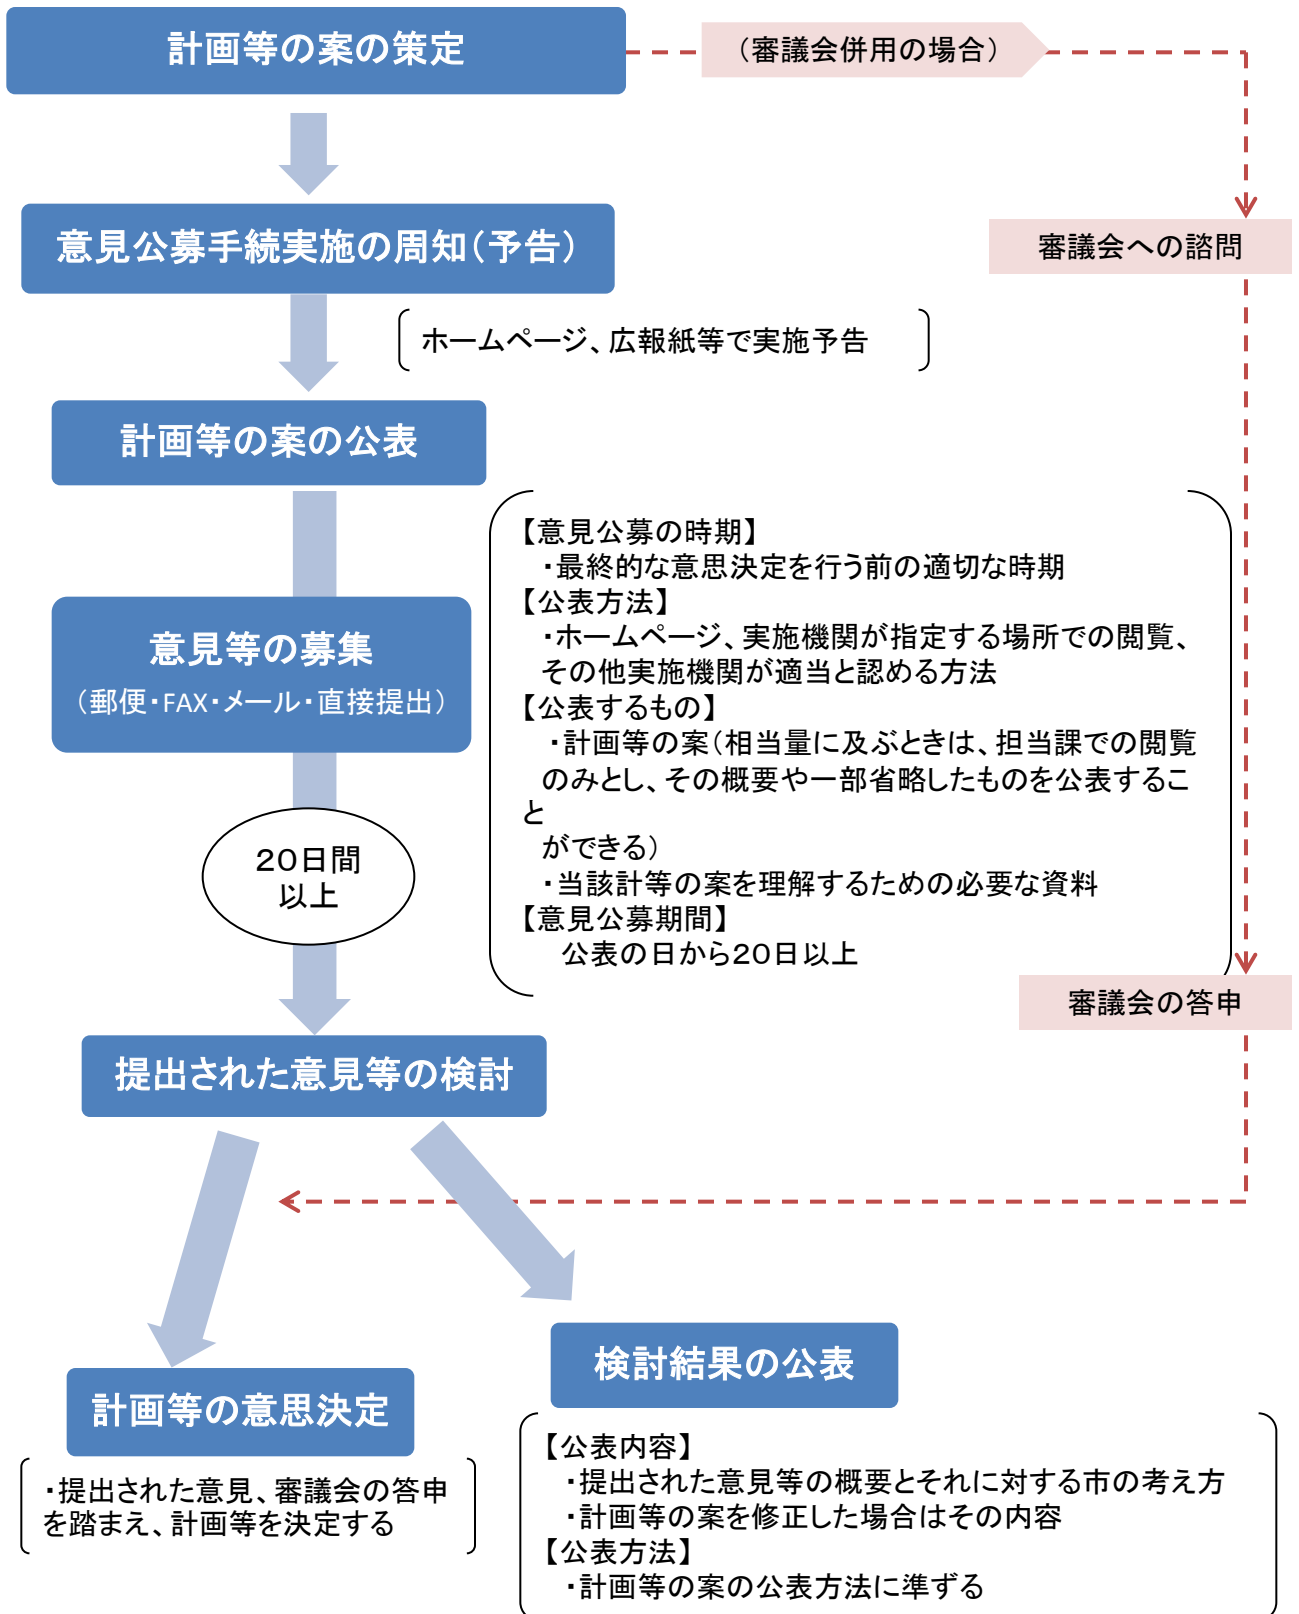 計画等の案の策定
（審議会併用の場合）
意見公募手続実施の周知（予告）
審議会への諮問
ホームページ、広報紙等で実施予告
計画等の案の公表
【意見公募の時期】
・最終的な意思決定を行う前の適切な時期
【公表方法】
・ホームページ、実施機関が指定する場所での閲覧、
その他実施機関が適当と認める方法
【公表するもの】
・計画等の案（相当量に及ぶときは、担当課での閲覧
のみとし、その概要や一部省略したものを公表するこ
と
ができる）
・当該計等の案を理解するための必要な資料
【意見公募期間】
公表の日から２０日以上
意見等の募集
（郵便・FAX・メール・直接提出）
２０日間
以上
審議会の答申
提出された意見等の検討
検討結果の公表
計画等の意思決定
・提出された意見、審議会の答申
を踏まえ、計画等を決定する
【公表内容】
・提出された意見等の概要とそれに対する市の考え方
・計画等の案を修正した場合はその内容
【公表方法】
・計画等の案の公表方法に準ずる